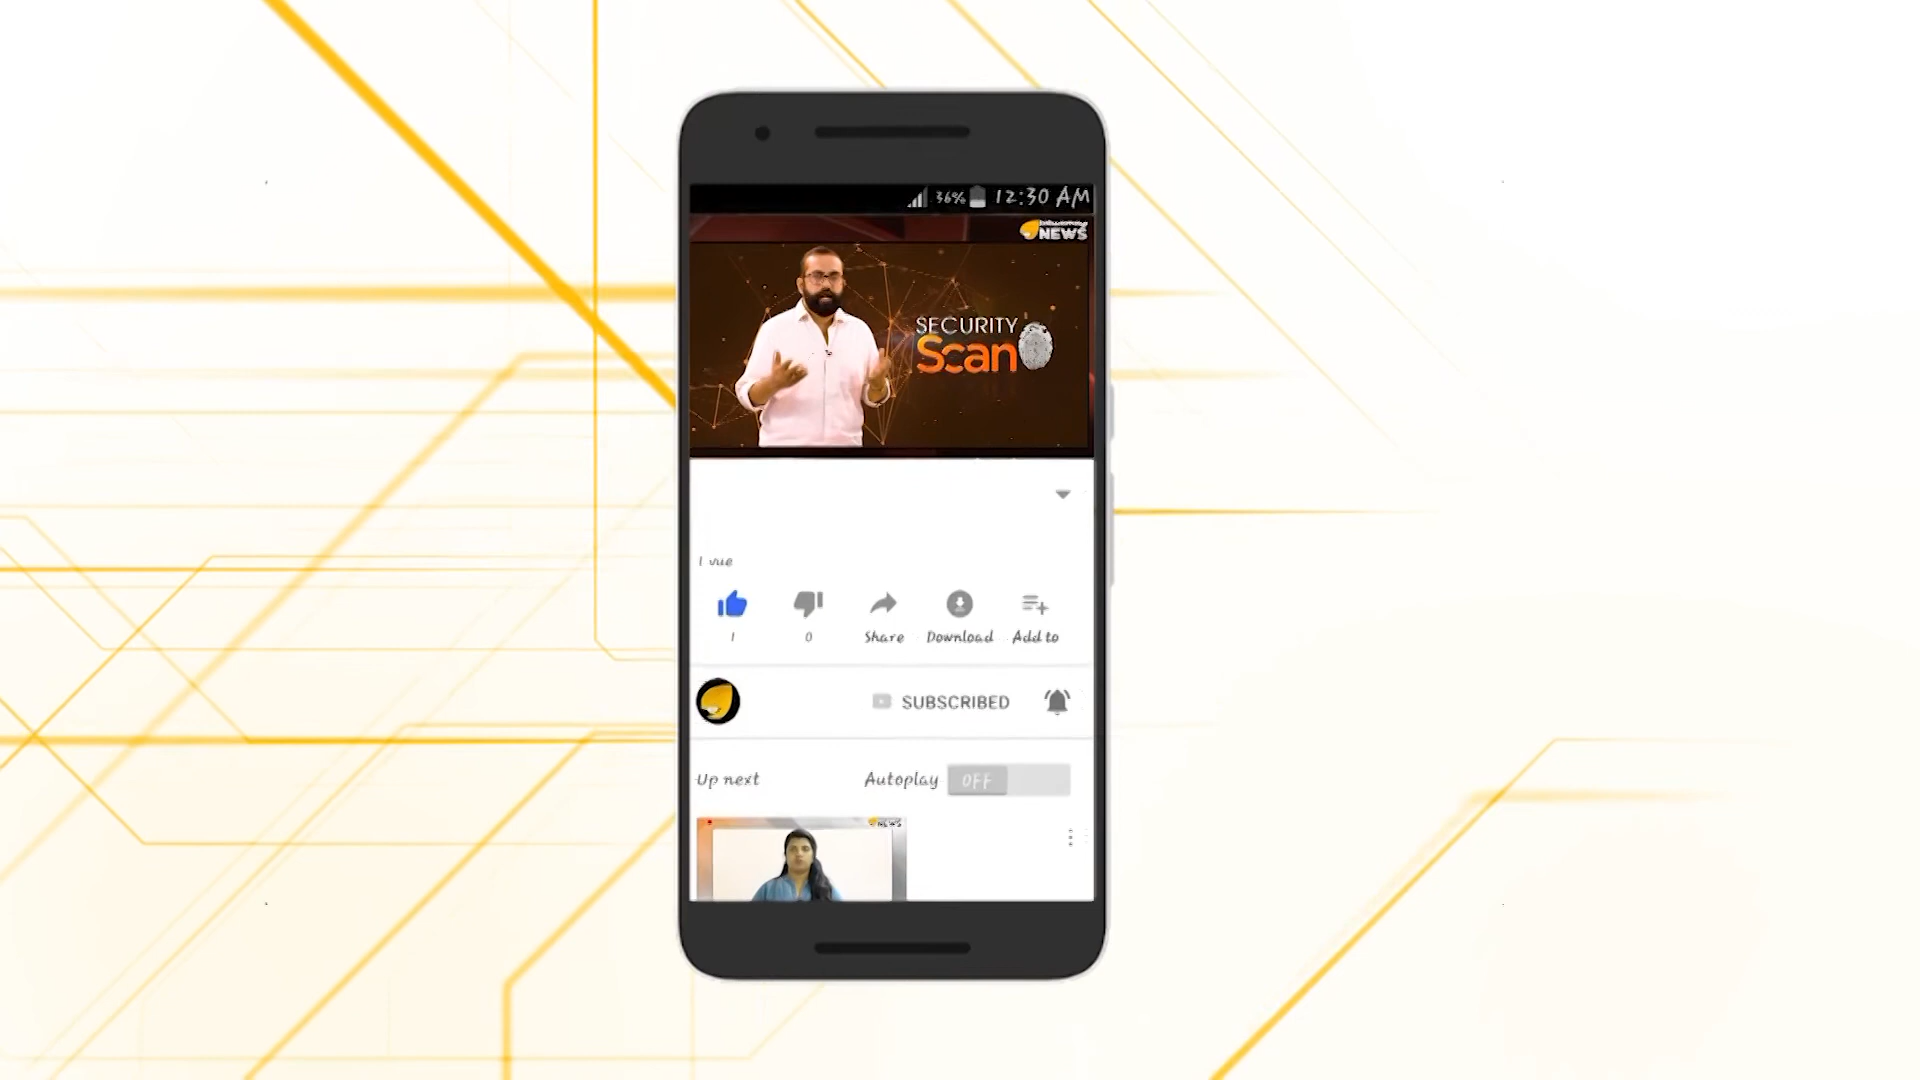 36% 12:30 AM
NEWS
SECURITY
Scan
1 vue
1 0 Share Download Add to
SUBSCRIBED
Up next Autoplay OFF
NEWS